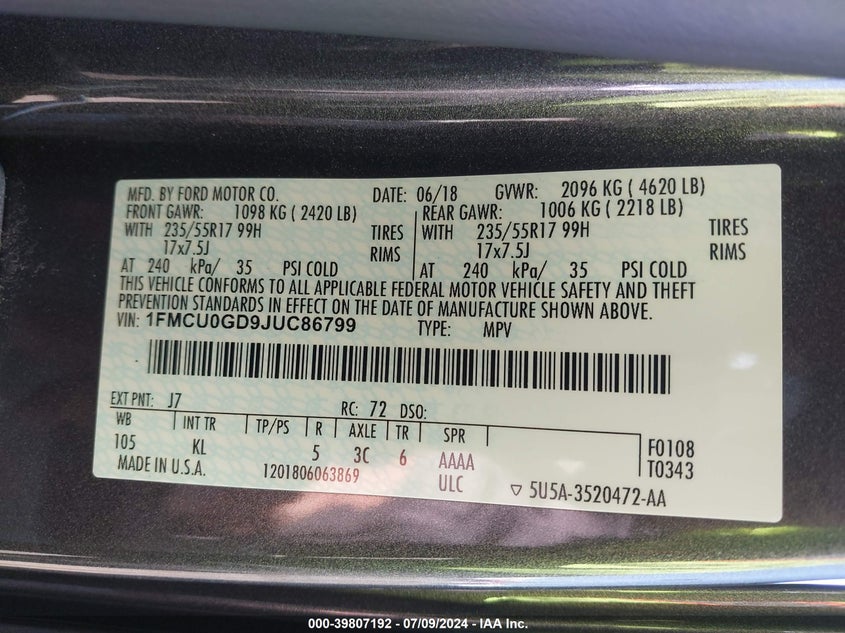 MFD. BY FORD MOTOR CO. DATE: 06/18 GVWR: 2096 KG ( 4620 LB)
FRONT GAWR: 1098 KG ( 2420 LB) REAR GAWR: 1006 KG ( 2218 LB)
WITH 235/55R17 99H TIRES WITH 235/55R17 99H TIRES
17x7.5J RIMS 17x7.5J RIMS
AT 240 kPa/ 35 PSI COLD AT 240 kPa/ 35 PSI COLD
THIS VEHICLE CONFORMS TO ALL APPLICABLE FEDERAL MOTOR VEHICLE SAFETY AND THEFT
PREVENTION STANDARDS IN EFFECT ON THE DATE OF MANUFACTURE SHOWN ABOVE.
VIN: 1FMCU0GD9JUC86799 TYPE: MPV
EXT PNT: J7 RC: 72 DSO:
WB INT TR TP/PS R AXLE TR SPR
105 KL 5 3C 6 AAAA F0108
MADE IN U.S.A. 1201806063869 ULC T0343
▽ 5U5A-3520472-AA
000-39807192 - 07/09/2024 - IAA Inc.